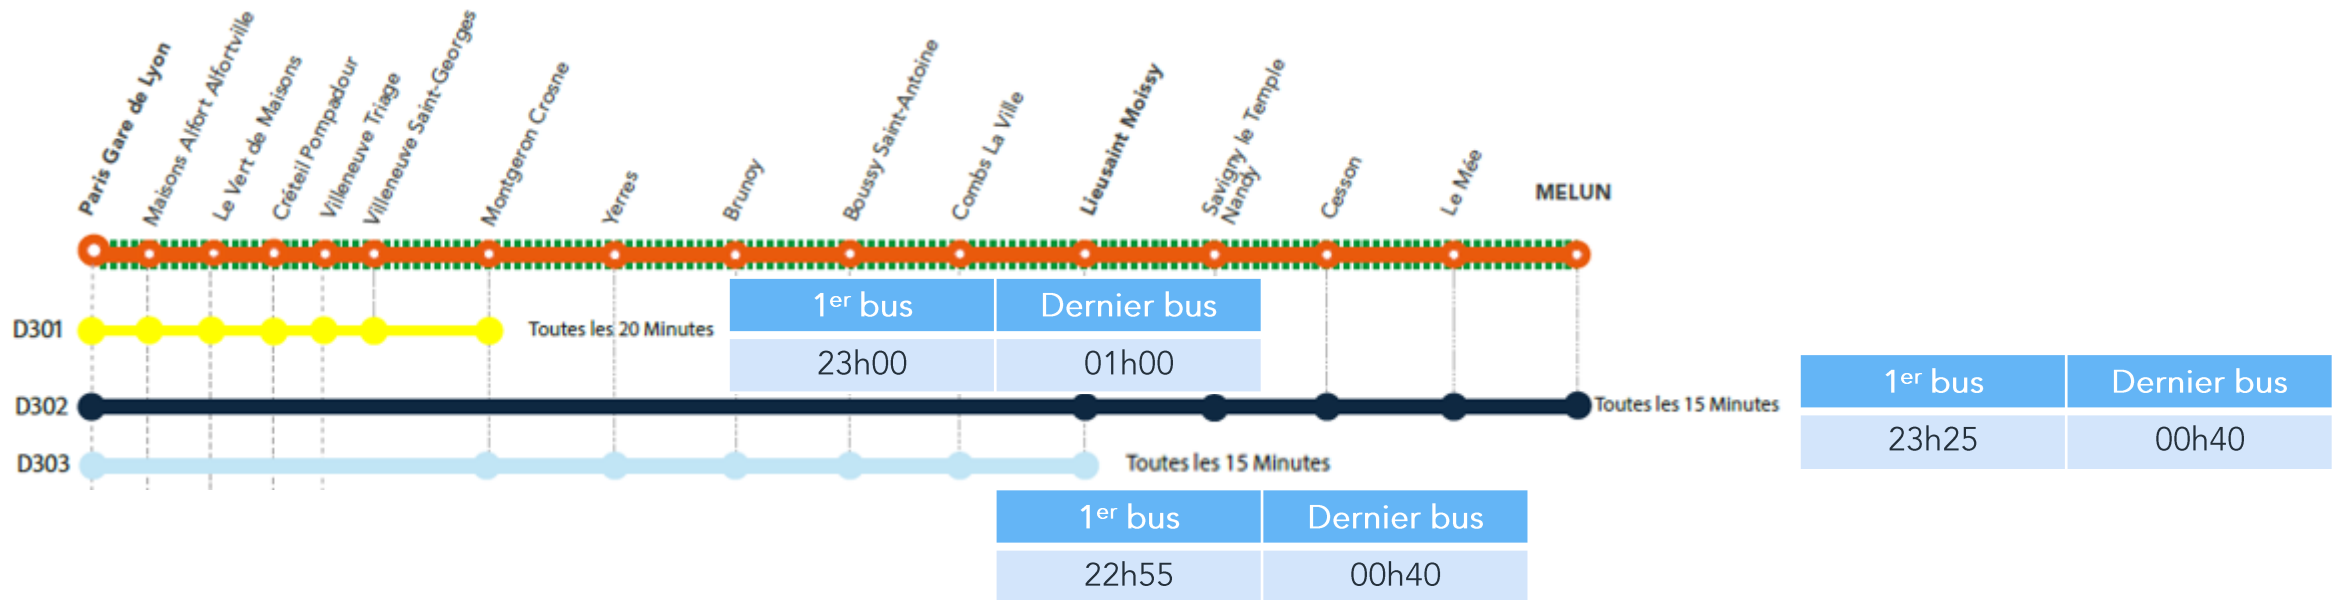 Paris Gare de Lyon
Maisons Alfort Alfortville
Le Vert de Maisons
Créteil Pompadour
Villeneuve Triage
Villeneuve Saint-Georges
Montgeron Crosne
Yerres
Brunoy
Boussy Saint-Antoine
Combs La Ville
Lieusaint Moissy
Savigny le Temple
Nandy
Cesson
Le Mée
MELUN
D301
Toutes les 20 Minutes
1er bus Dernier bus
23h00 01h00
D302
Toutes les 15 Minutes
1er bus Dernier bus
23h25 00h40
D303
Toutes les 15 Minutes
1er bus Dernier bus
22h55 00h40